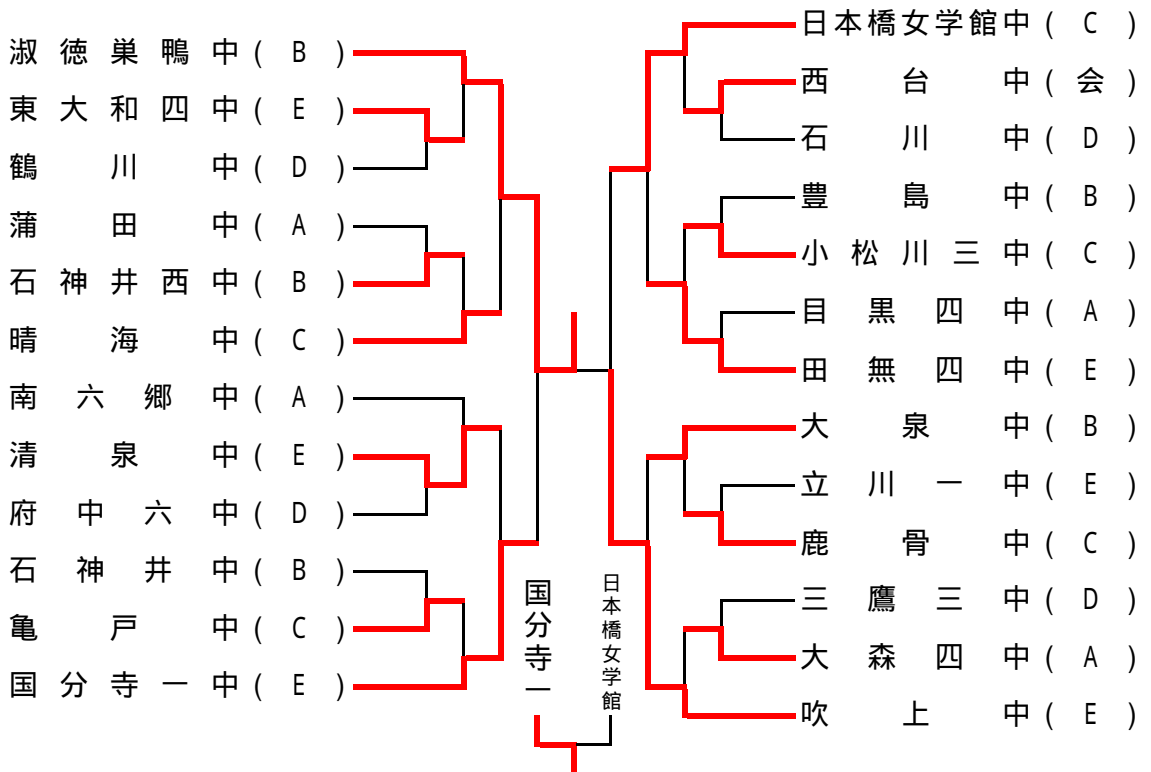 淑徳巣鴨中(B)
東大和四中(E)
鶴川中(D)
蒲田中(A)
石神井西中(B)
晴海中(C)
南六郷中(A)
清泉中(E)
府中六中(D)
石神井中(B)
亀戸中(C)
国分寺一中(E)
国分寺一
日本橋女学館
日本橋女学館中(C)
西台中(会)
石川中(D)
豊島中(B)
小松川三中(C)
目黒四中(A)
田無四中(E)
大泉中(B)
立川一中(E)
鹿骨中(C)
三鷹三中(D)
大森四中(A)
吹上中(E)